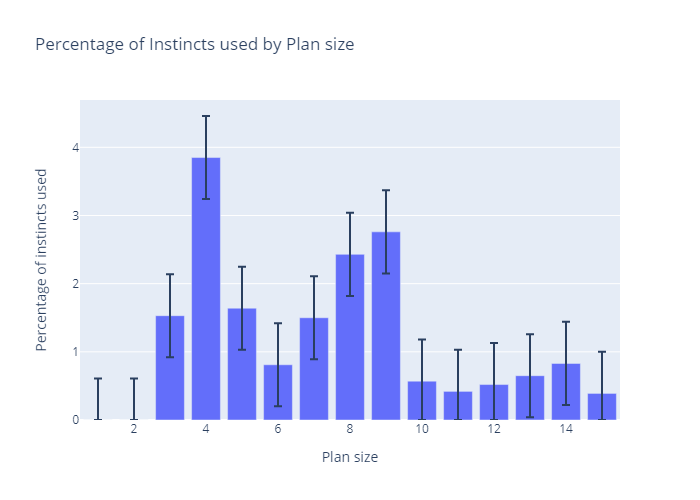 Percentage of Instincts used by Plan size
Percentage of instincts used
4
3
2
1
0
2 4 6 8 10 12 14
Plan size